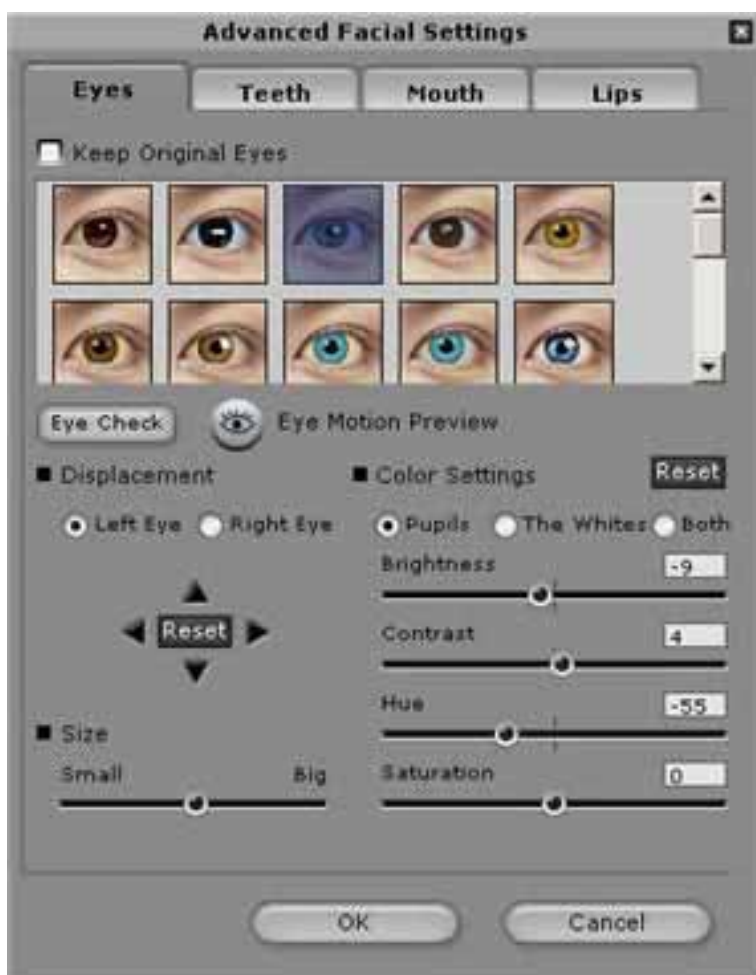 Advanced Facial Settings
Eyes Teeth Mouth Lips
Keep Original Eyes
Eye Check Eye Motion Preview
Displacement
Left Eye Right Eye
Reset
Size
Small Big
Color Settings Reset
Pupils The Whites Both
Brightness -9
Contrast 4
Hue -55
Saturation 0
OK Cancel